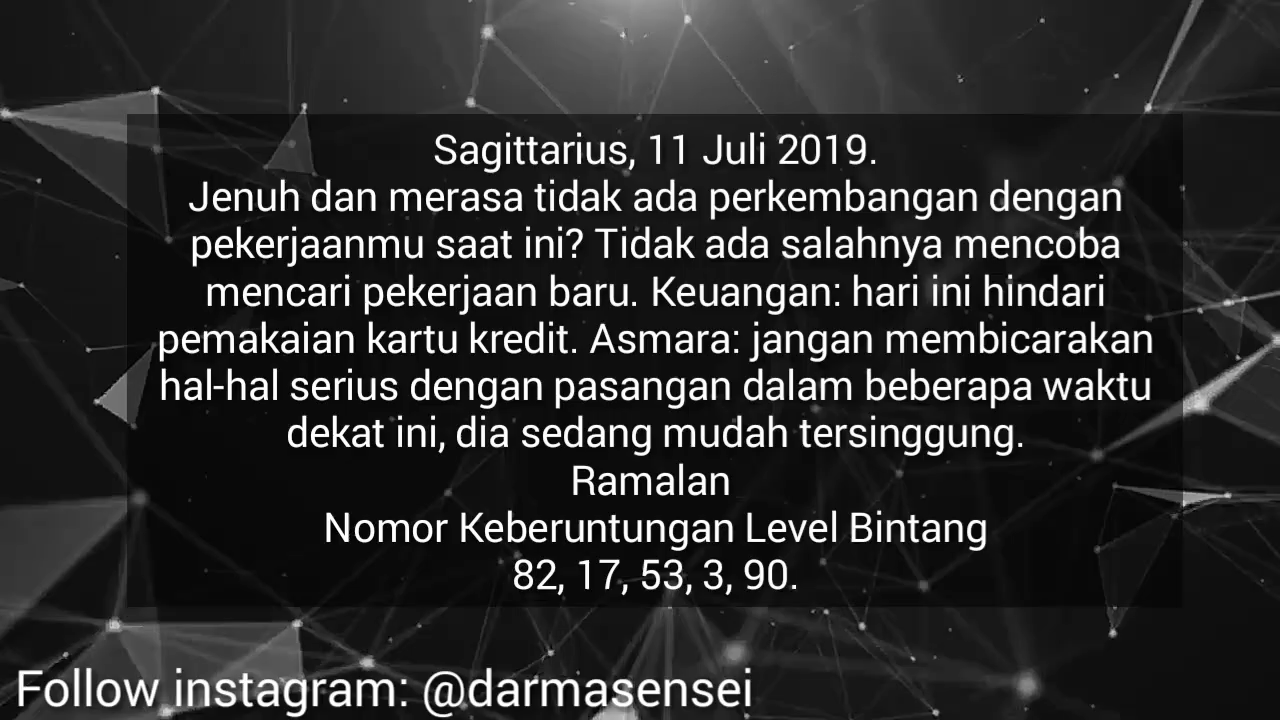 Sagittarius, 11 Juli 2019.
Jenuh dan merasa tidak ada perkembangan dengan
pekerjaanmu saat ini? Tidak ada salahnya mencoba
mencari pekerjaan baru. Keuangan: hari ini hindari
pemakaian kartu kredit. Asmara: jangan membicarakan
hal-hal serius dengan pasangan dalam beberapa waktu
dekat ini, dia sedang mudah tersinggung.
Ramalan
Nomor Keberuntungan Level Bintang
82, 17, 53, 3, 90.
Follow instagram: @darmasensei